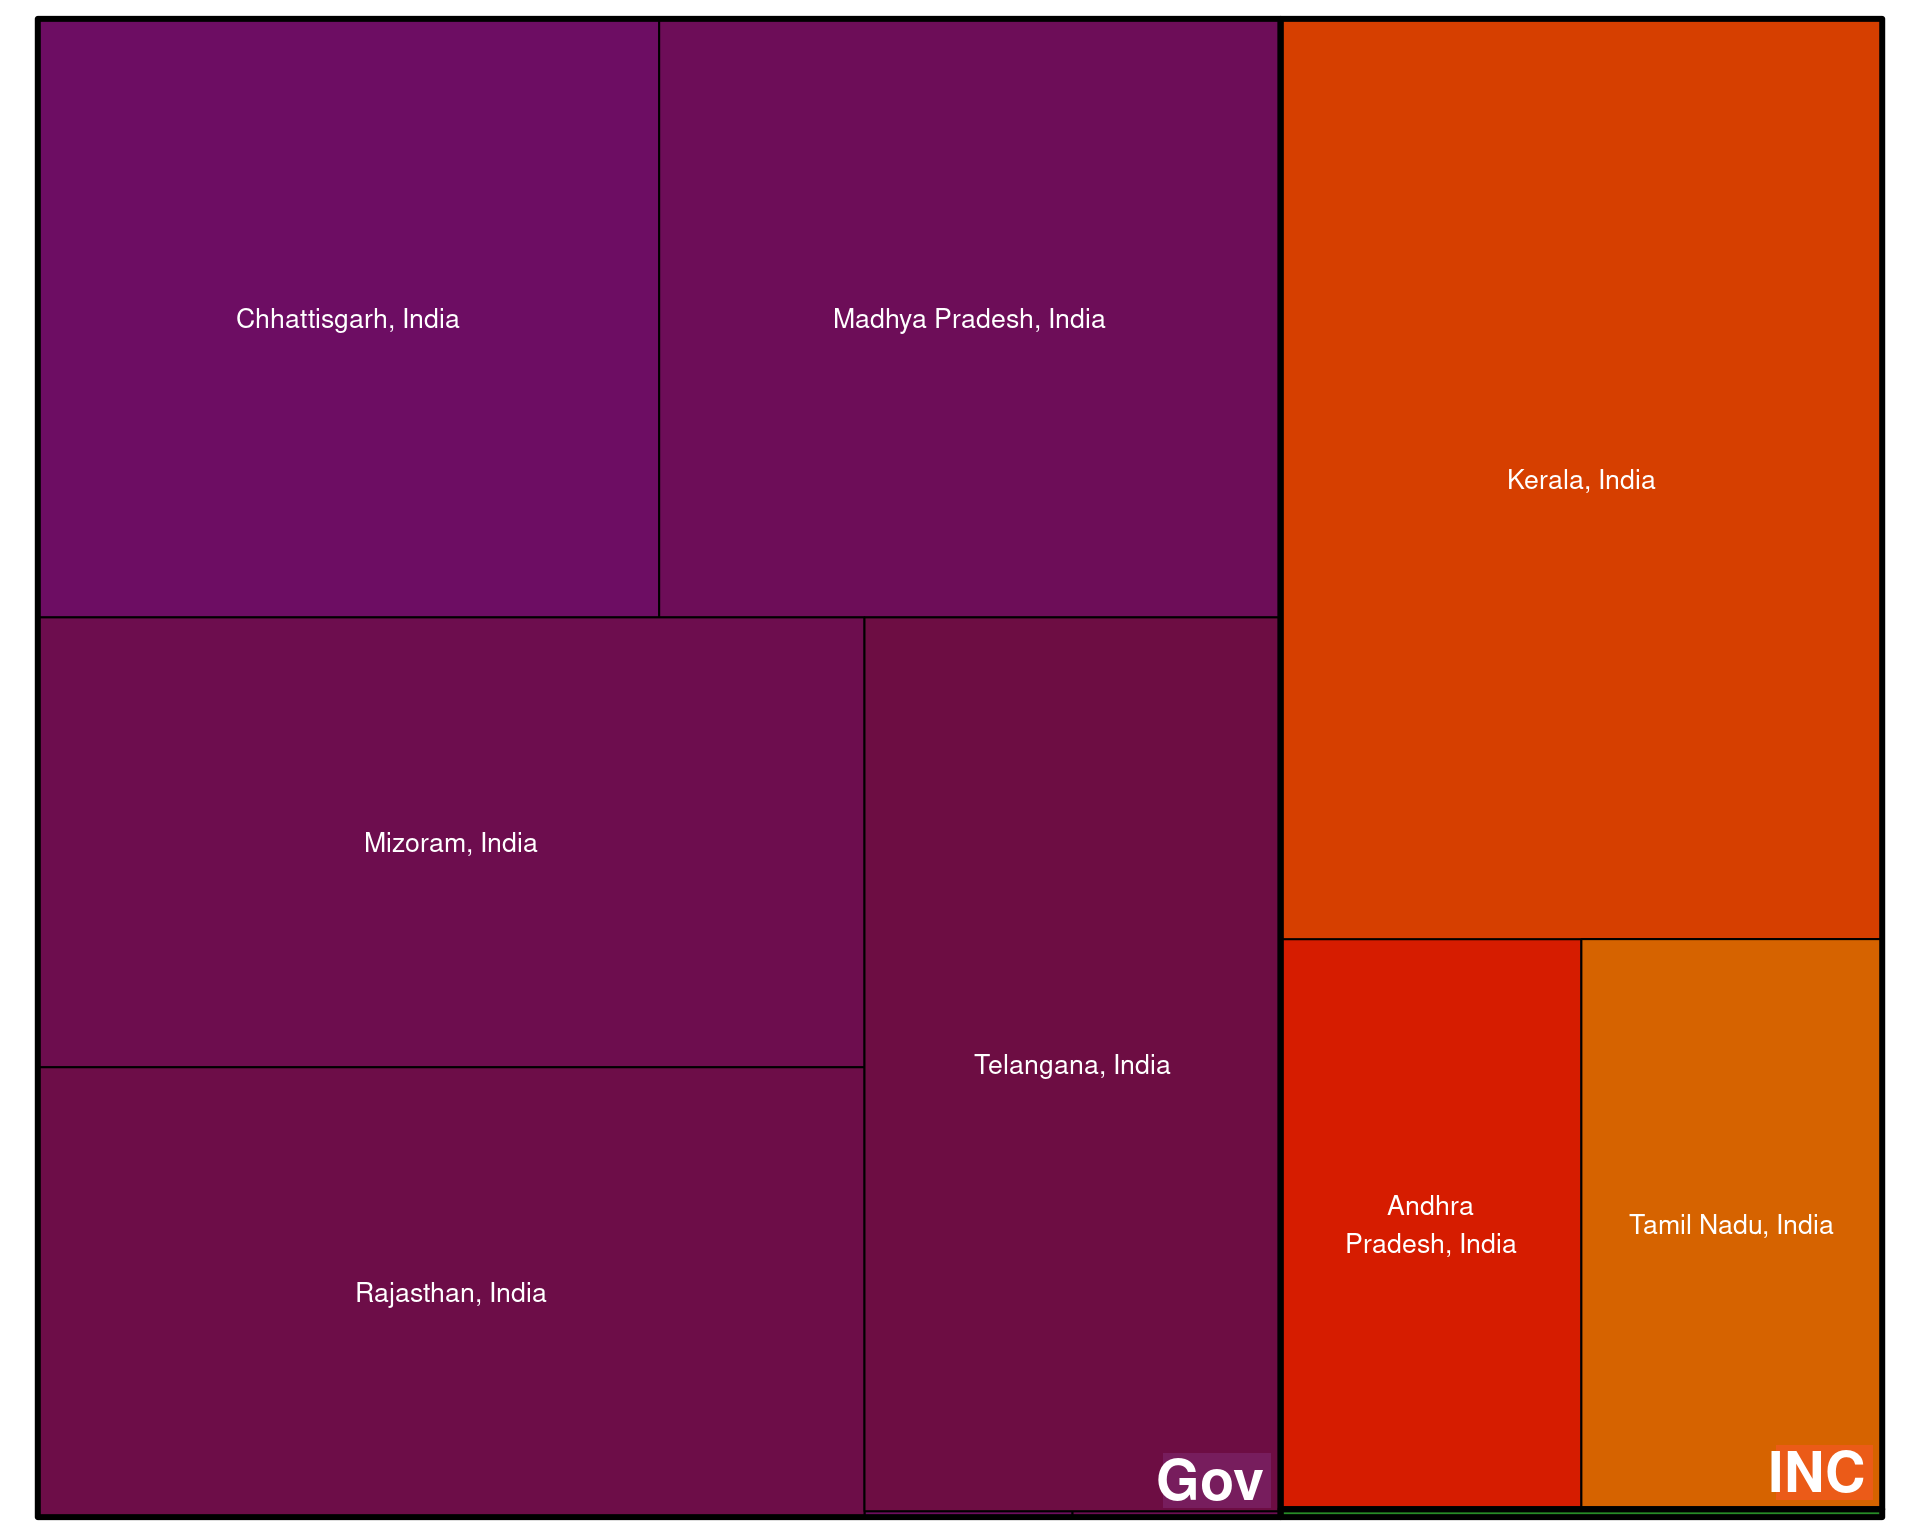 Chhattisgarh, India
Madhya Pradesh, India
Kerala, India
Mizoram, India
Telangana, India
Rajasthan, India
Andhra
Pradesh, India
Tamil Nadu, India
Gov
INC